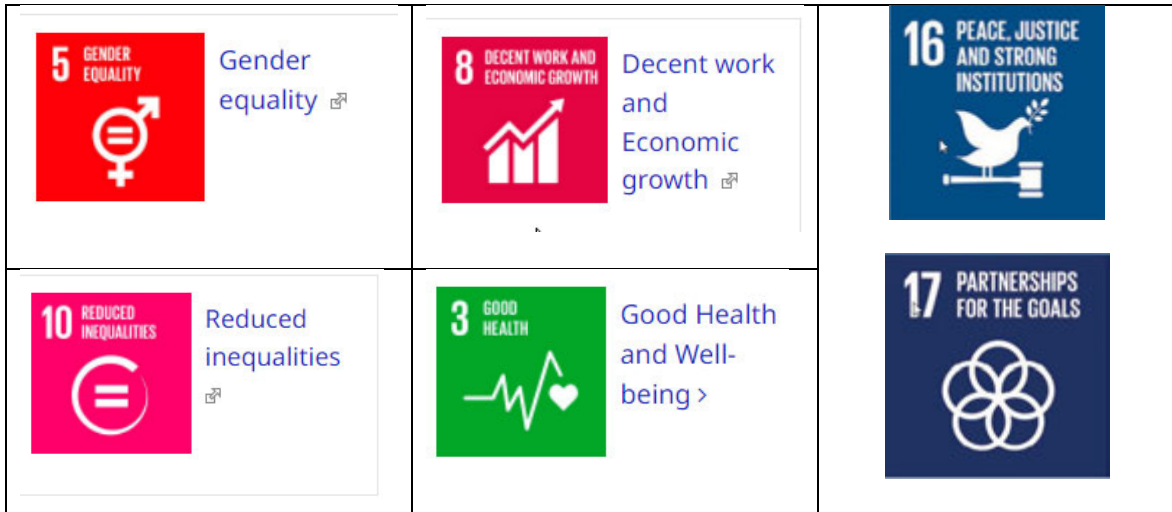 5 GENDER
EQUALITY
Gender
equality
8 DECENT WORK AND
ECONOMIC GROWTH
Decent work
and
Economic
growth
16 PEACE, JUSTICE
AND STRONG
INSTITUTIONS
10 REDUCED
INEQUALITIES
Reduced
inequalities
3 GOOD
HEALTH
Good Health
and Well-
being >
17 PARTNERSHIPS
FOR THE GOALS